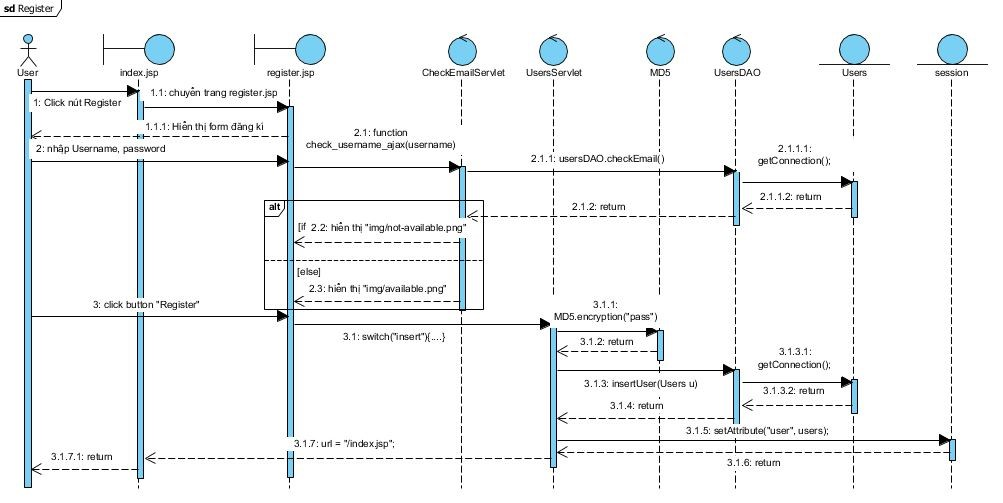 sd Register
User
index.jsp
register.jsp
CheckEmailServlet
UsersServlet
MD5
UsersDAO
Users
session
1: Click nút Register
1.1: chuyển trang register.jsp
1.1.1: Hiển thị form đăng kí
2: nhập Username, password
2.1: function
check_username_ajax(username)
2.1.1: usersDAO.checkEmail()
2.1.1.1:
getConnection();
2.1.1.2: return
2.1.2: return
alt
[if
2.2: hiển thị "img/not-available.png"
[else]
2.3: hiển thị "img/available.png"
3: click button "Register"
3.1: switch("insert"){....}
3.1.1:
MD5.encryption("pass")
3.1.2: return
3.1.3: insertUser(Users u)
3.1.3.1:
getConnection();
3.1.3.2: return
3.1.4: return
3.1.5: setAttribute("user", users);
3.1.6: return
3.1.7: url = "/index.jsp";
3.1.7.1: return